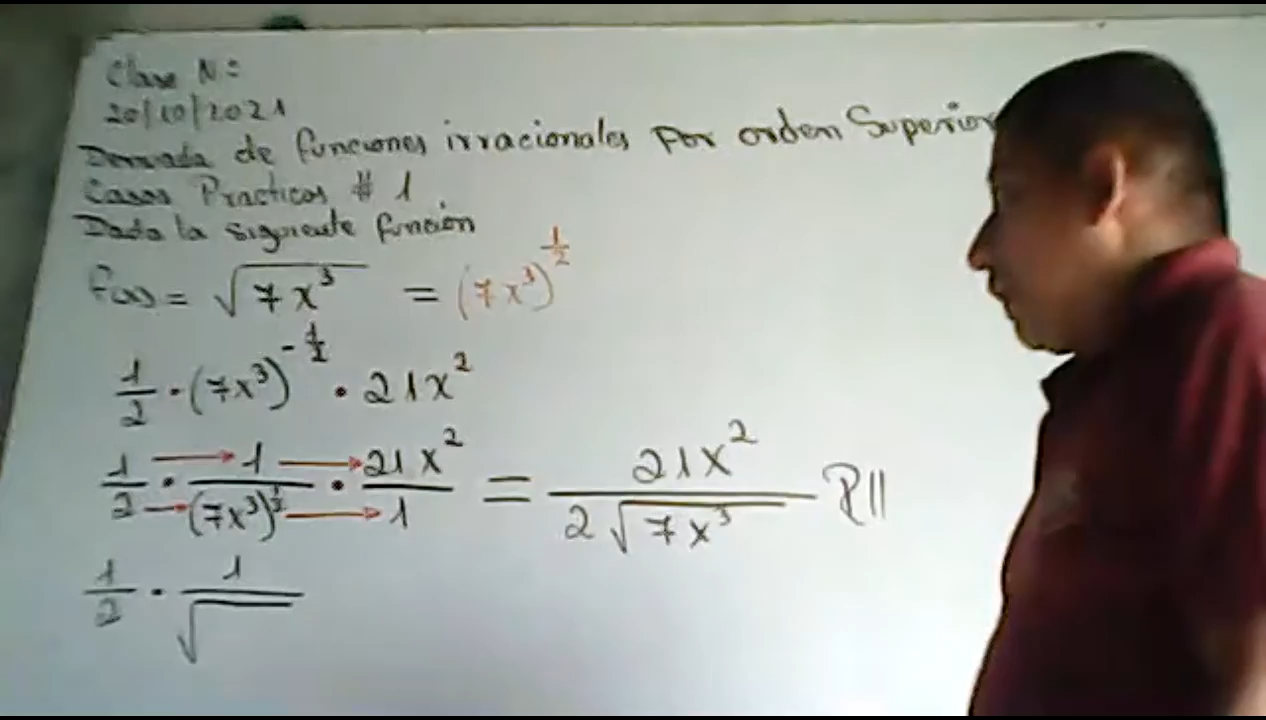 Clase N:
20/10/2021
Derivada de funciones irracionales Por orden Superior
Casos Practicos # 1
Dada la siguiente función
f(x) = √7x³ = (7x³)^1/2
1/2 · (7x³)^-1/2 · 21x²
1/2 · 1/(7x³)^1/2 · 21x²/1 = 21x²/2√7x³ R//
1/2 · 1/√